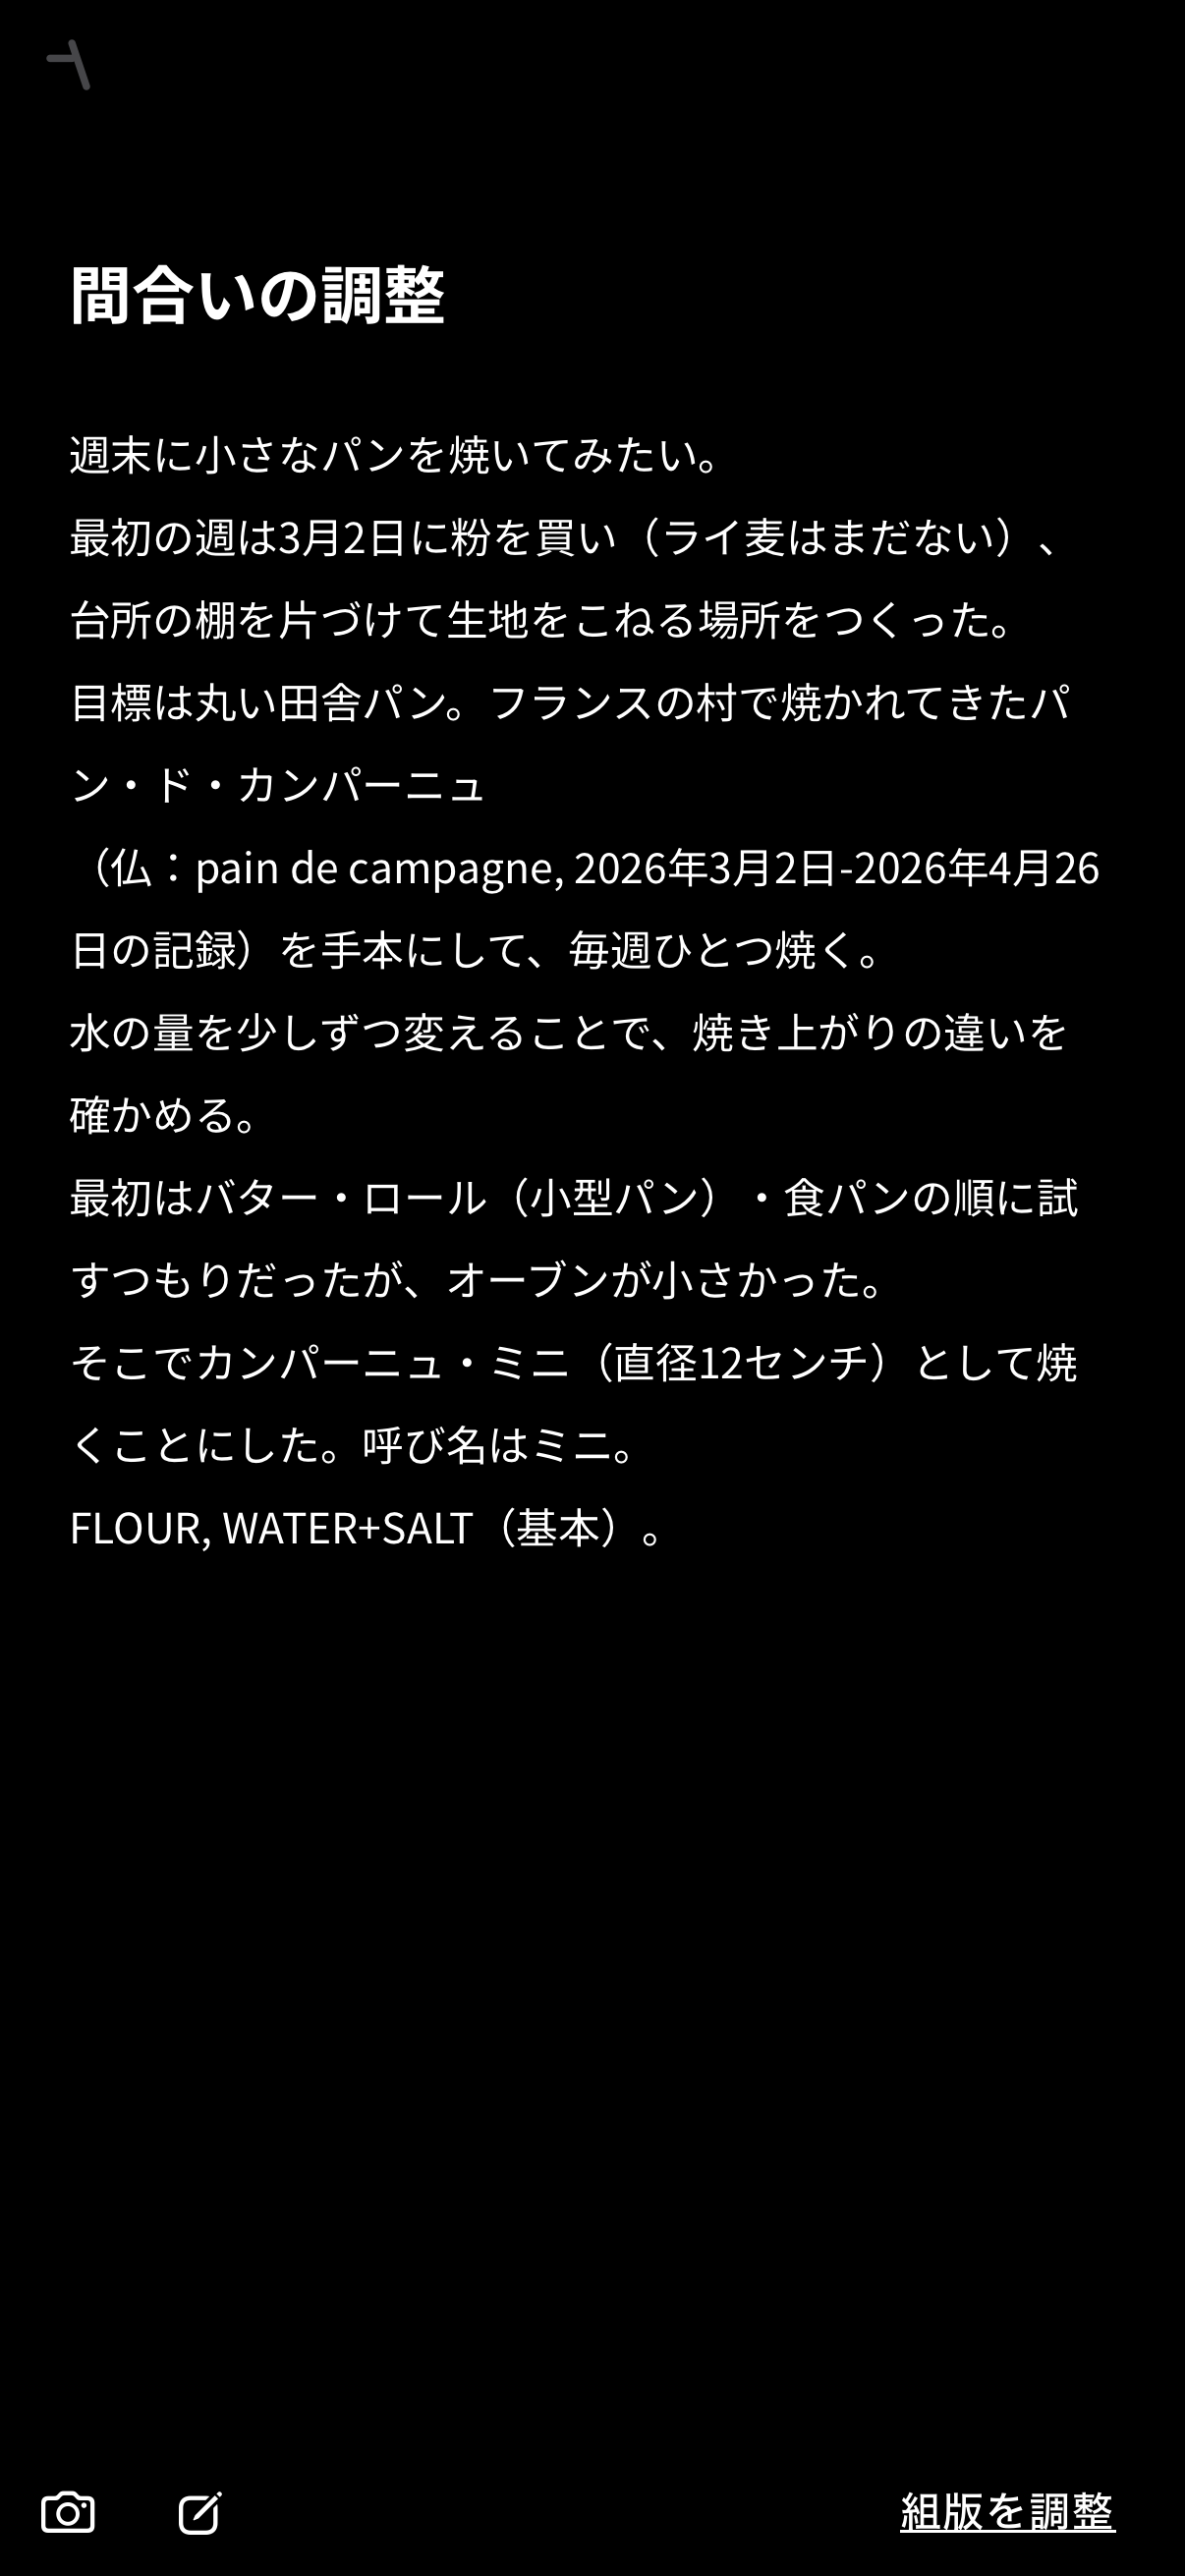 間合いの調整
週末に小さなパンを焼いてみたい。
最初の週は3月2日に粉を買い（ライ麦はまだない）、
台所の棚を片づけて生地をこねる場所をつくった。
目標は丸い田舎パン。フランスの村で焼かれてきたパ
ン・ド・カンパーニュ
（仏：pain de campagne, 2026年3月2日-2026年4月26
日の記録）を手本にして、毎週ひとつ焼く。
水の量を少しずつ変えることで、焼き上がりの違いを
確かめる。
最初はバター・ロール（小型パン）・食パンの順に試
すつもりだったが、オーブンが小さかった。
そこでカンパーニュ・ミニ（直径12センチ）として焼
くことにした。呼び名はミニ。
FLOUR, WATER+SALT（基本）。
組版を調整